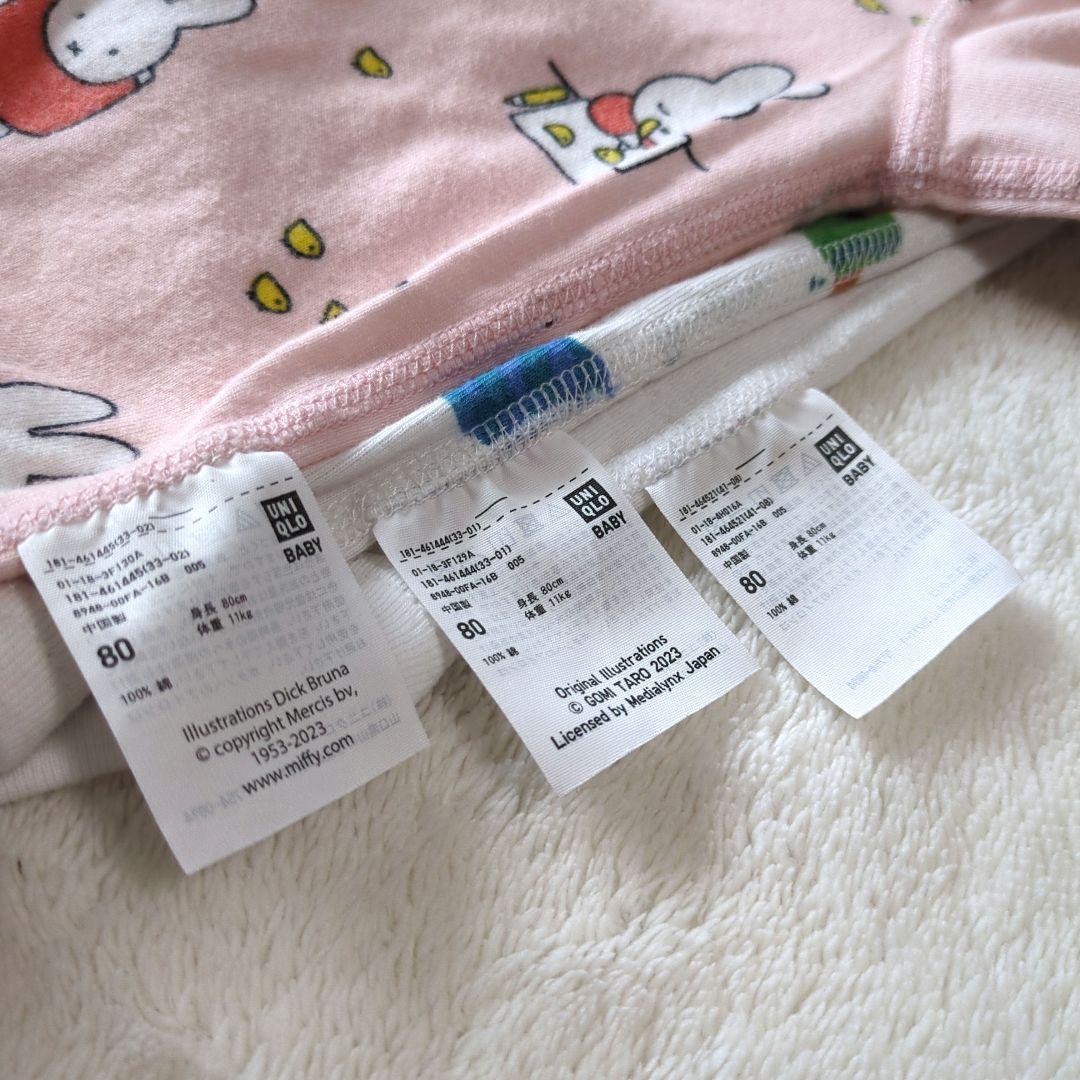 UNI
QLO
BABY
181-461445(33-02)
01-18-3F130A
181-461445(33-02)
8948-00FA-16B 005
中国製
身長 80cm
体重 11kg
80
100% 綿
Illustrations Dick Bruna
© copyright Mercis bv,
1953-2023
www.miffy.com
UNI
QLO
BABY
181-461444(33-01)
01-18-3F129A
181-461444(33-01)
8948-00FA-16B 005
中国製
身長 80cm
体重 11kg
80
100% 綿
Original Illustrations
© GOMI TARO 2023
Licensed by Medialynx Japan
UNI
QLO
BABY
181-464521(41-08)
01-18-4H016A
181-464521(41-08)
8948-00FA-16B 005
中国製
身長 80cm
体重 11kg
80
100% 綿